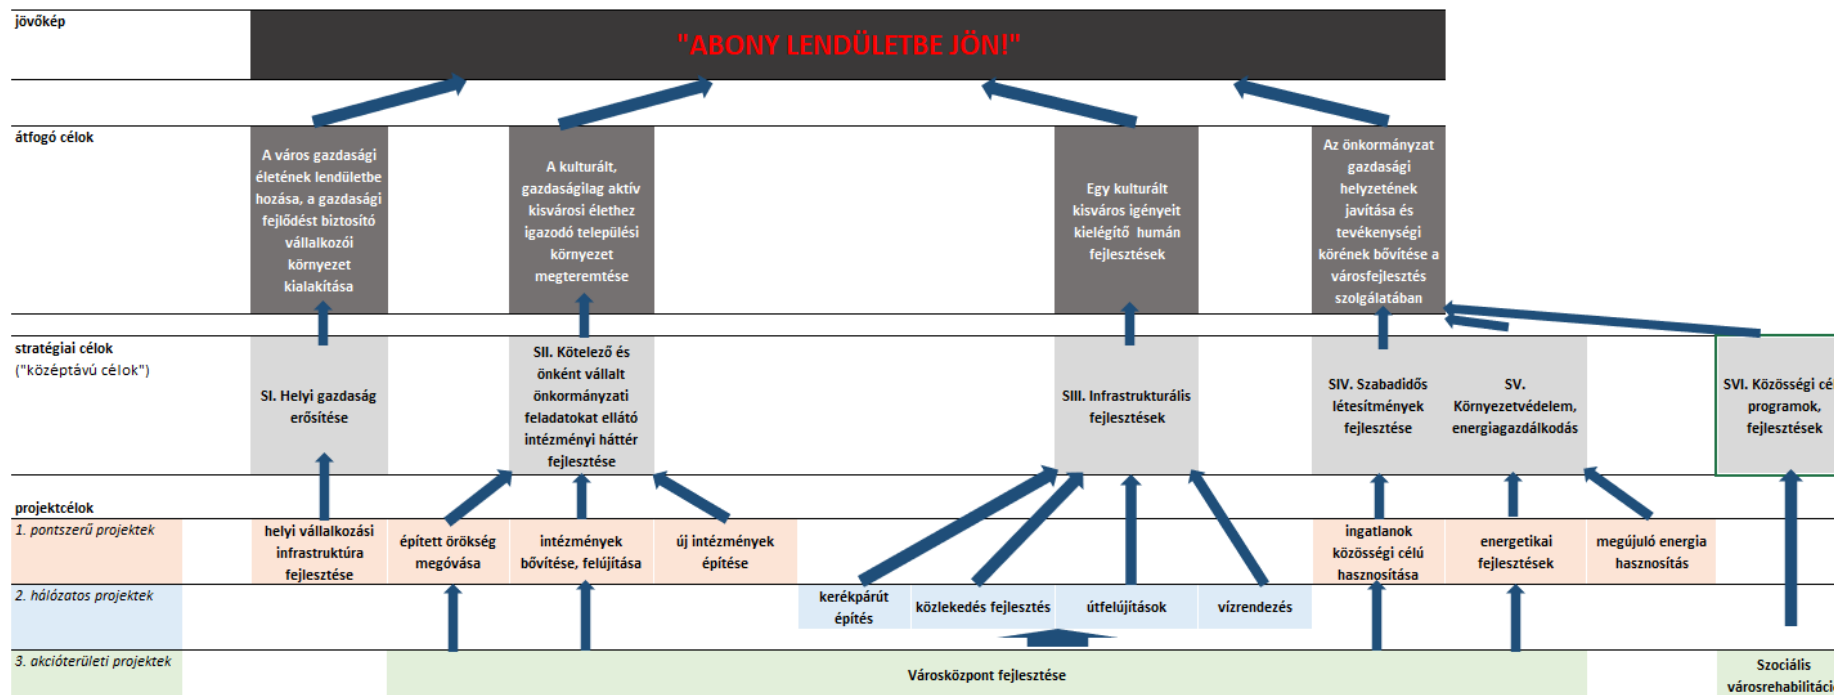 jövőkép
"ABONY LENDÜLETBE JÖN!"
átfogó célok
A város gazdasági
életének lendületbe
hozása, a gazdasági
fejlődést biztosító
vállalkozói
környezet
kialakítása
A kulturált,
gazdaságilag aktív
kisvárosi élethez
igazodó települési
környezet
megteremtése
Egy kulturált
kisváros igényeit
kielégítő humán
fejlesztések
Az önkormányzat
gazdasági
helyzetének
javítása és
tevékenységi
körének bővítése a
városfejlesztés
szolgálatában
stratégiai célok
("középtávú célok")
SI. Helyi gazdaság
erősítése
SII. Kötelező és
önként vállalt
önkormányzati
feladatokat ellátó
intézményi háttér
fejlesztése
SIII. Infrastrukturális
fejlesztések
SIV. Szabadidős
létesítmények
fejlesztése
SV.
Környezetvédelem,
energiagazdálkodás
SVI. Közösségi cé
programok,
fejlesztések
projektcélok
1. pontszerű projektek
helyi vállalkozási
infrastruktúra
fejlesztése
épített örökség
megóvása
intézmények
bővítése, felújítása
új intézmények
építése
ingatlanok
közösségi célú
hasznosítása
energetikai
fejlesztések
megújuló energia
hasznosítás
2. hálózatos projektek
kerékpárút
építés
közlekedés fejlesztés
útfelújítások
vízrendezés
3. akcióterületi projektek
Városközpont fejlesztése
Szociális
városrehabilitáci